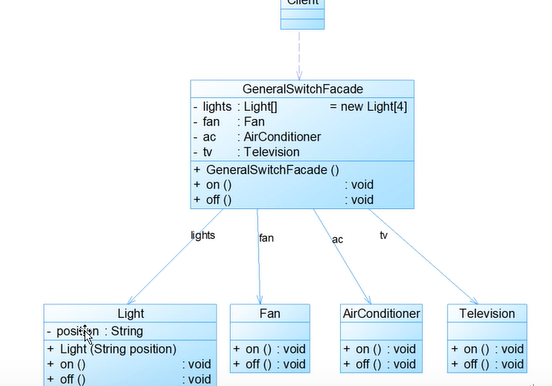 Client
GeneralSwitchFacade
- lights : Light[] = new Light[4]
- fan : Fan
- ac : AirConditioner
- tv : Television
+ GeneralSwitchFacade ()
+ on () : void
+ off () : void
lights
fan
ac
tv
Light
- position : String
+ Light (String position)
+ on () : void
+ off () : void
Fan
+ on () : void
+ off () : void
AirConditioner
+ on () : void
+ off () : void
Television
+ on () : void
+ off () : void